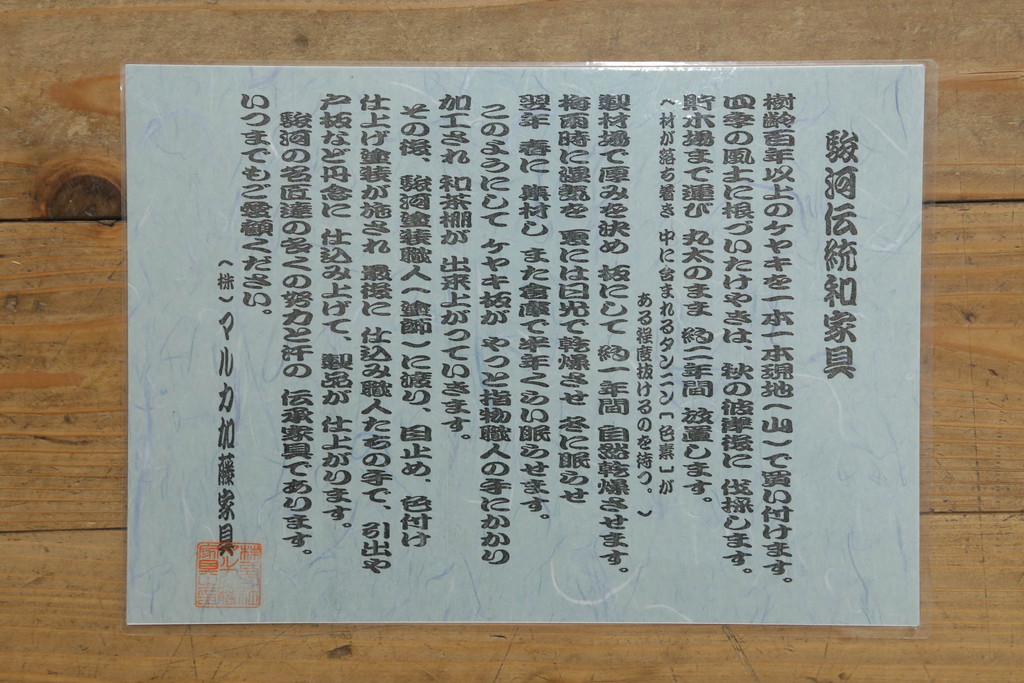 駿河伝統和家具
樹齢百年以上のケヤキを一本一本現地(山)で買い付けます。
四季の風土に根づいたけやきは、秋の彼岸後に 伐採します。
貯木場まで運び 丸太のまま 約二年間 放置します。
(材が落ち着き 中に含まれるタンニン[色素]が
ある程度抜けるのを待つ。)
製材場で厚みを決め 板にして 約一年間 自然乾燥させます。
梅雨時に湿気を 夏には日光で乾燥させ 冬に眠らせ
翌年 春に 集材し また倉庫で半年くらい眠らせます。
このようにして ケヤキ板が やっと指物職人の手にかかり
加工され 和茶棚が 出来上がっていきます。
その後、駿河塗装職人(塗師)に渡り、目止め、色付け
仕上げ塗装が施され 最後に 仕込み職人たちの手で、引出や
戸板など丹念に 仕込み上げて、製品が 仕上がります。
駿河の名匠達の多くの努力と汗の 伝承家具であります。
いつまでもご愛顧ください。
(株)マルカ加藤家具